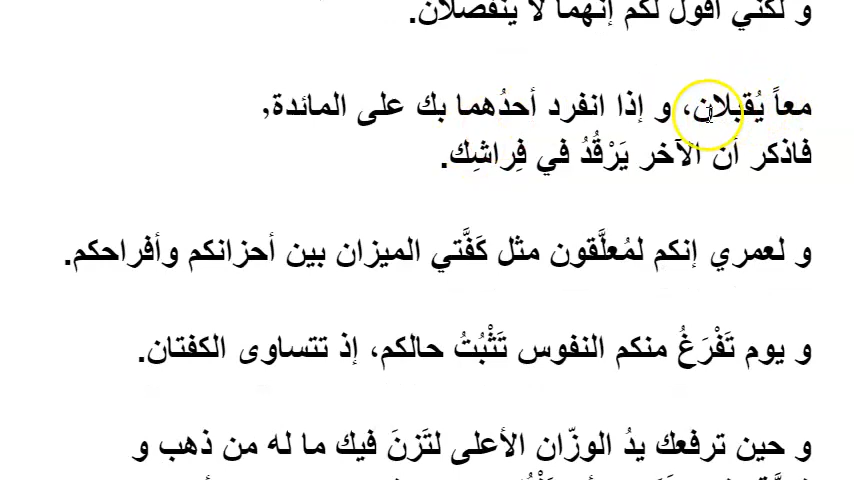 و لكني أقول لكم إنهما لا ينفصلان.
معاً يُقبلان، و إذا انفرد أحدُهما بك على المائدة,
فاذكر أن الآخر يَرْقُدُ في فِراشِك.
و لعمري إنكم لمُعلَّقون مثل كَفَّتي الميزان بين أحزانكم وأفراحكم.
و يوم تَفْرَغُ منكم النفوس تَثْبُتُ حالكم، إذ تتساوى الكفتان.
و حين ترفعك يدُ الوزّان الأعلى لتَزنَ فيك ما له من ذهب و